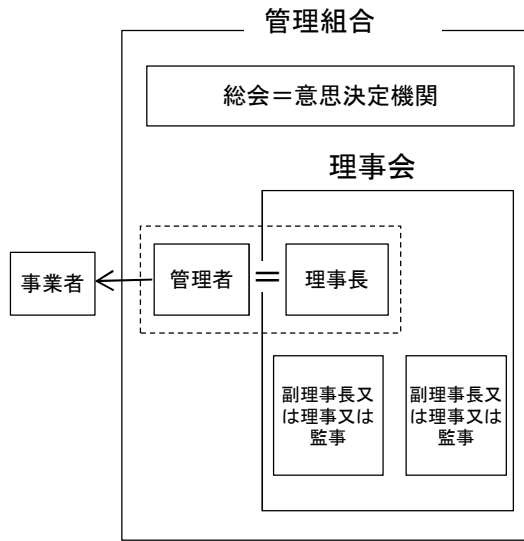 管理組合
総会＝意思決定機関
理事会
事業者
管理者
＝
理事長
副理事長又
は理事又は
監事
副理事長又
は理事又は
監事